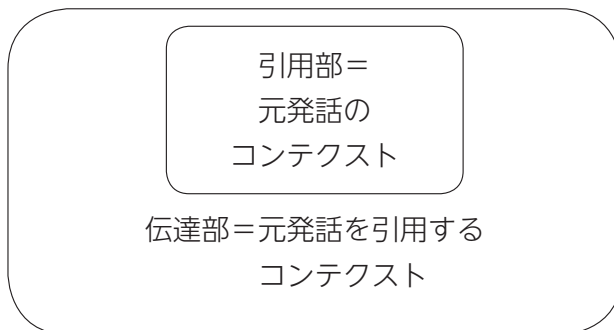 引用部＝
元発話の
コンテクスト
伝達部＝元発話を引用する
コンテクスト